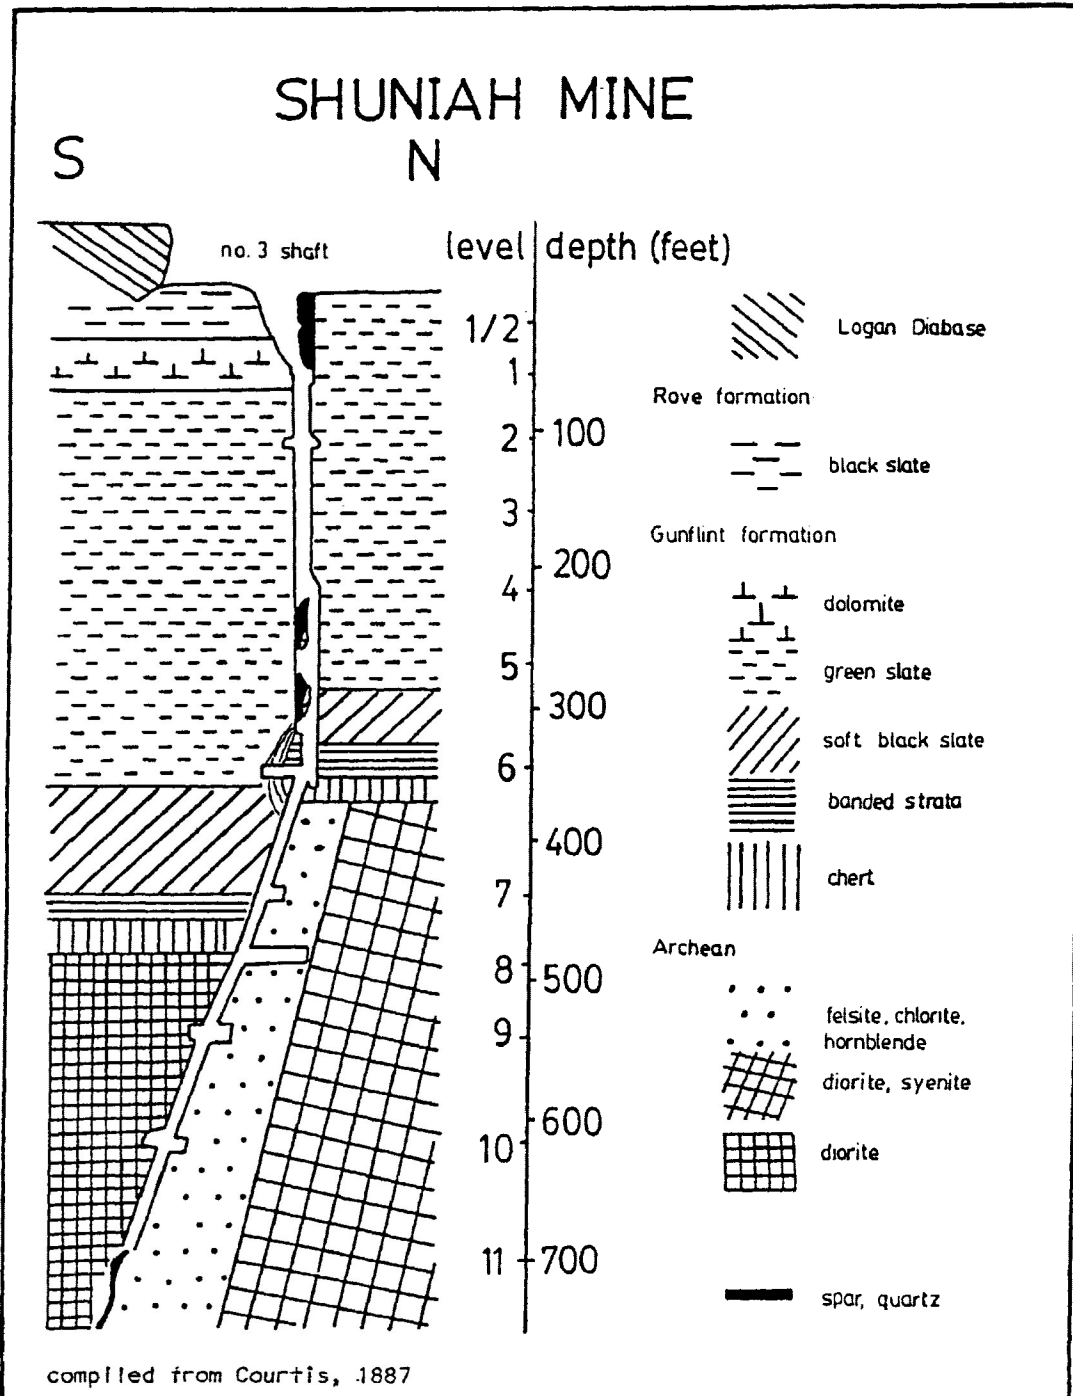 SHUNIAH MINE
S N
no. 3 shaft
level depth (feet)
1/2
1
2 100
3
200
4
5
300
6
400
7
8 500
9
600
10
11 700
Logan Diabase
Rove formation
black slate
Gunflint formation
dolomite
green slate
soft black slate
banded strata
chert
Archean
felsite, chlorite,
hornblende
diorite, syenite
diorite
spar, quartz
compiled from Courtis, 1887